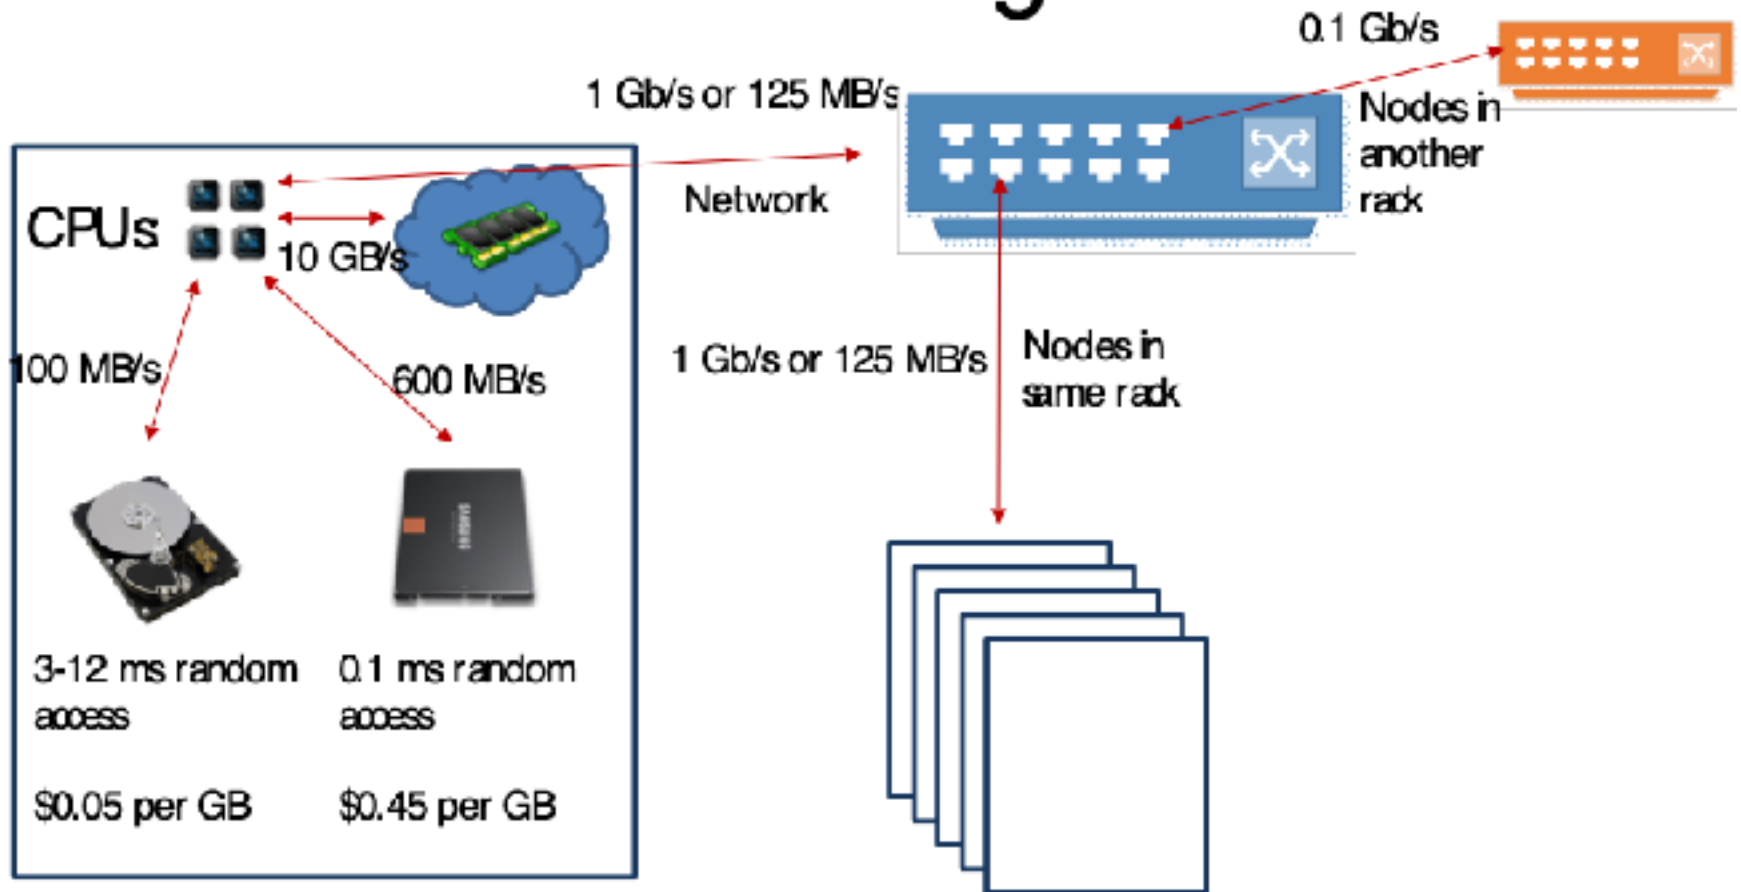 0.1 Gb/s
1 Gb/s or 125 MB/s
Nodes in
another
rack
Network
CPUs
10 GB/s
100 MB/s
600 MB/s
1 Gb/s or 125 MB/s
Nodes in
same rack
SAMSUNG
3-12 ms random
access
0.1 ms random
access
$0.05 per GB
$0.45 per GB